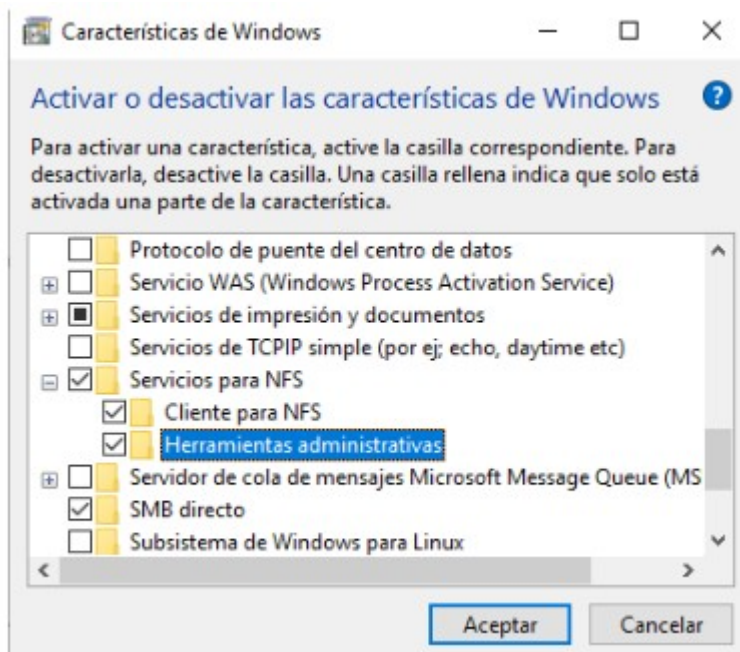 Características de Windows
Activar o desactivar las características de Windows
Para activar una característica, active la casilla correspondiente. Para
desactivarla, desactive la casilla. Una casilla rellena indica que solo está
activada una parte de la característica.
Protocolo de puente del centro de datos
Servicio WAS (Windows Process Activation Service)
Servicios de impresión y documentos
Servicios de TCPIP simple (por ej; echo, daytime etc)
Servicios para NFS
Cliente para NFS
Herramientas administrativas
Servidor de cola de mensajes Microsoft Message Queue (MS
SMB directo
Subsistema de Windows para Linux
Aceptar Cancelar